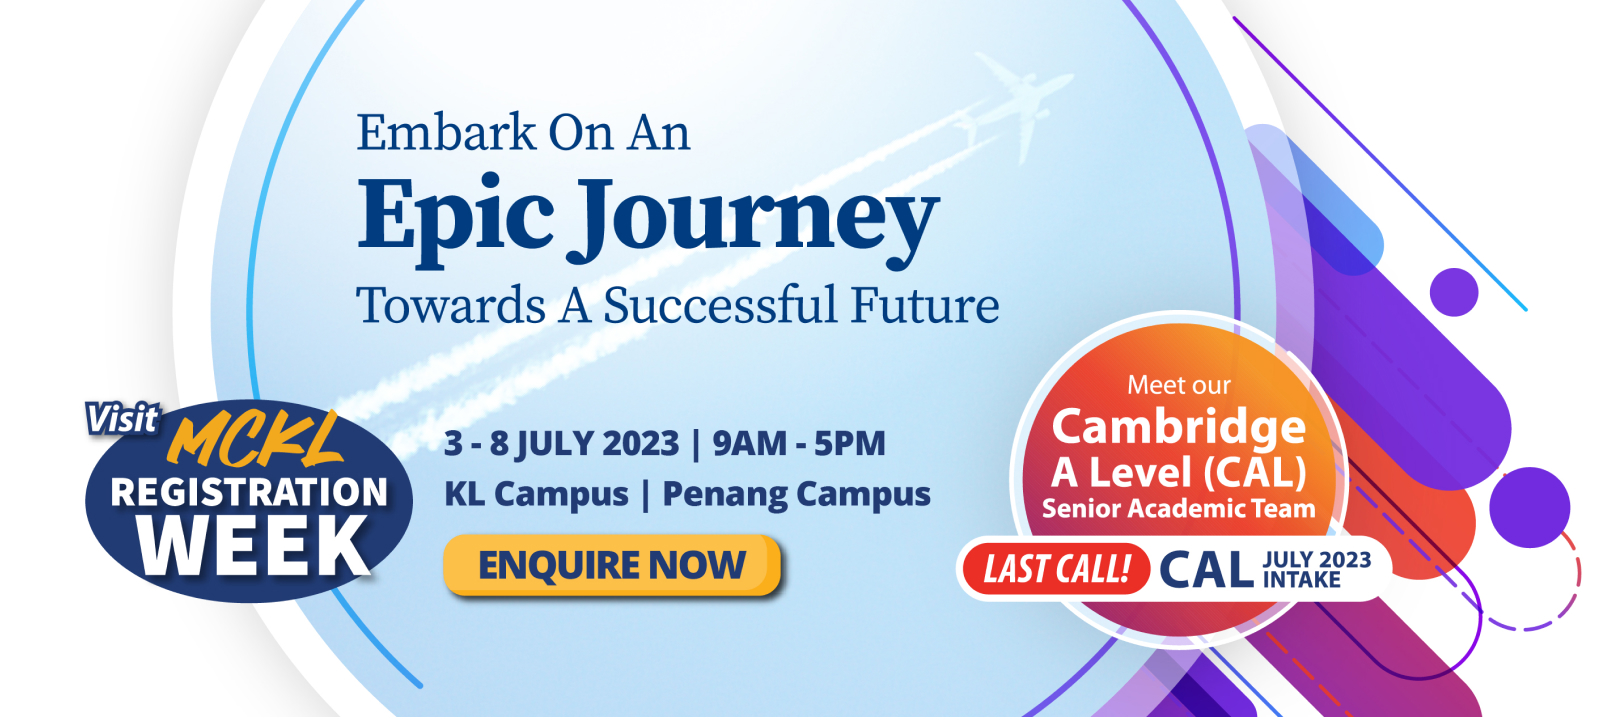 Embark On An
Epic Journey
Towards A Successful Future
Visit
MCKL
REGISTRATION
WEEK
3 - 8 JULY 2023 | 9AM - 5PM
KL Campus | Penang Campus
ENQUIRE NOW
Meet our
Cambridge
A Level (CAL)
Senior Academic Team
LAST CALL! CAL JULY 2023
INTAKE